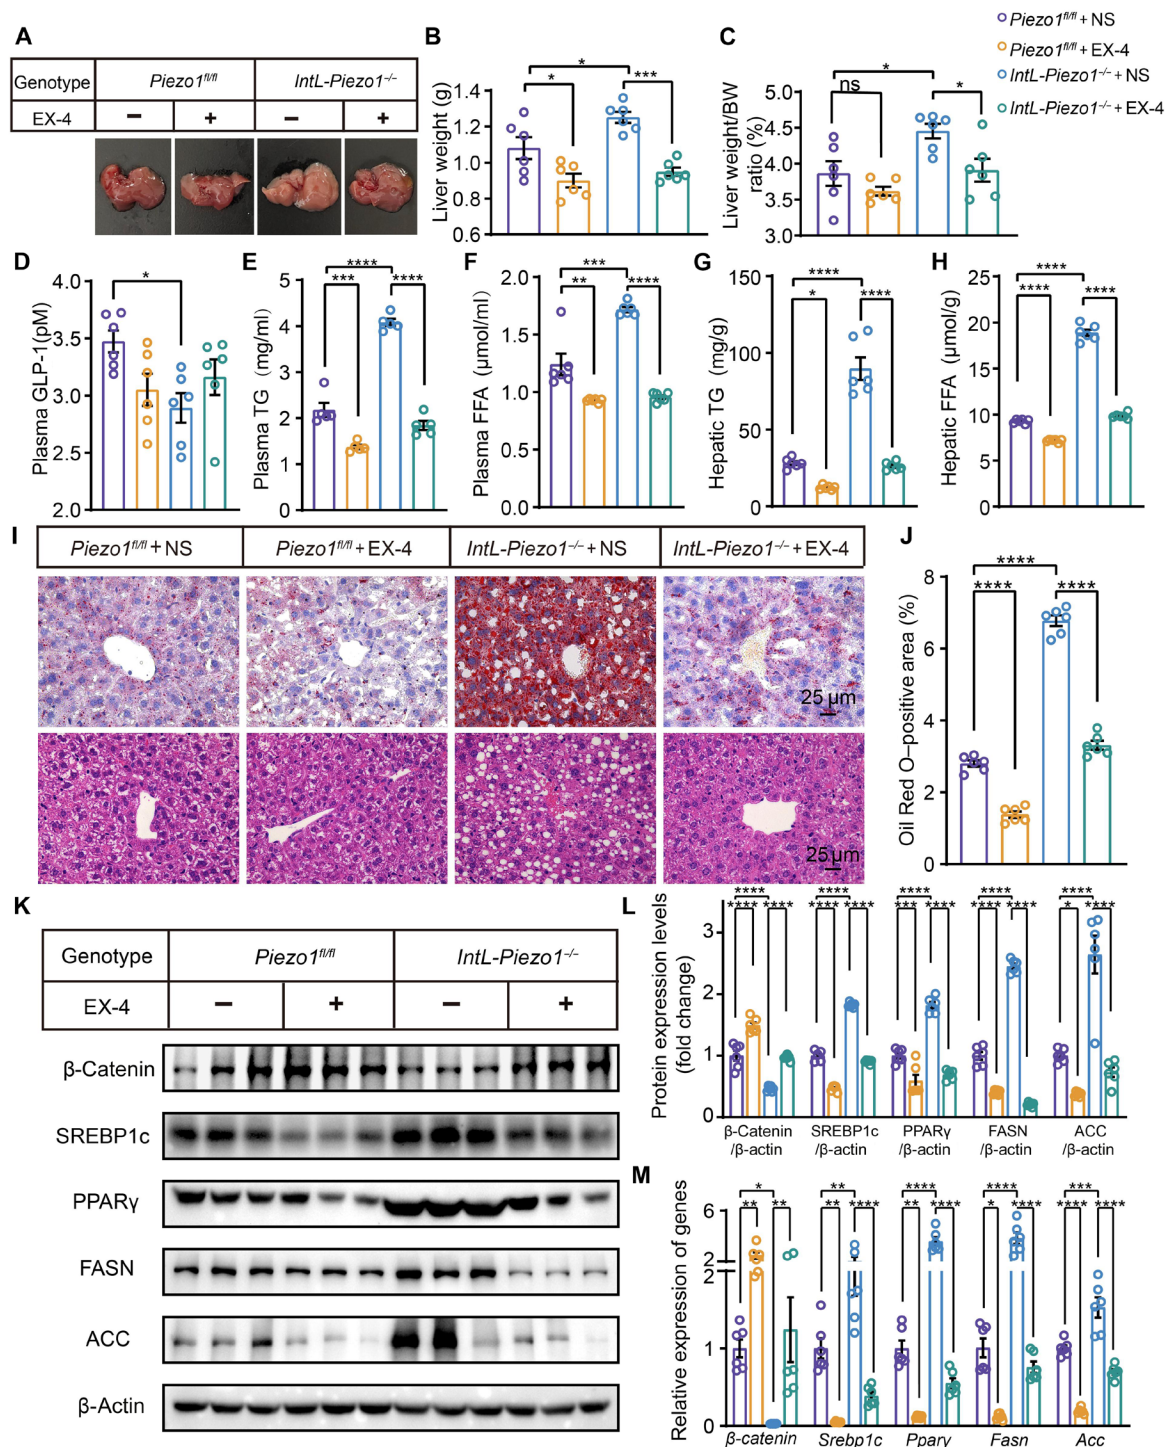 Piezo1fl/fl + NS
Piezo1fl/fl + EX-4
IntL-Piezo1−/− + NS
IntL-Piezo1−/− + EX-4
A
Genotype Piezo1fl/fl IntL-Piezo1−/−
EX-4 − + − +
B
Liver weight (g)
1.4
1.2
1.0
0.8
0.6
* * ***
C
Liver weight/BW
ratio (%)
5.0
4.5
4.0
3.5
3.0
ns * *
D
Plasma GLP-1(pM)
4.0
3.5
3.0
2.5
2.0
*
E
Plasma TG (mg/ml)
5
4
3
2
1
0
**** *** ****
F
Plasma FFA (μmol/ml)
2.0
1.5
1.0
0.5
0.0
*** ** ****
G
Hepatic TG (mg/g)
150
100
50
0
**** * ****
H
Hepatic FFA (μmol/g)
25
20
15
10
5
0
**** **** ****
I
Piezo1fl/fl + NS Piezo1fl/fl + EX-4 IntL-Piezo1−/− + NS IntL-Piezo1−/− + EX-4
25 μm
25 μm
J
Oil Red O–positive area (%)
8
6
4
2
0
**** **** ****
K
Genotype Piezo1fl/fl IntL-Piezo1−/−
EX-4 − + − +
β-Catenin
SREBP1c
PPARγ
FASN
ACC
β-Actin
L
Protein expression levels
(fold change)
3
2
1
0
**** **** **** **** ****
**** **** **** **** *** **** **** **** * ****
β-Catenin SREBP1c PPARγ FASN ACC
/β-actin /β-actin /β-actin /β-actin /β-actin
M
Relative expression of genes
6
2
2
1
0
* ** **** **** ***
** ** ** **** ** **** * **** **** ****
β-catenin Srebp1c Pparγ Fasn Acc